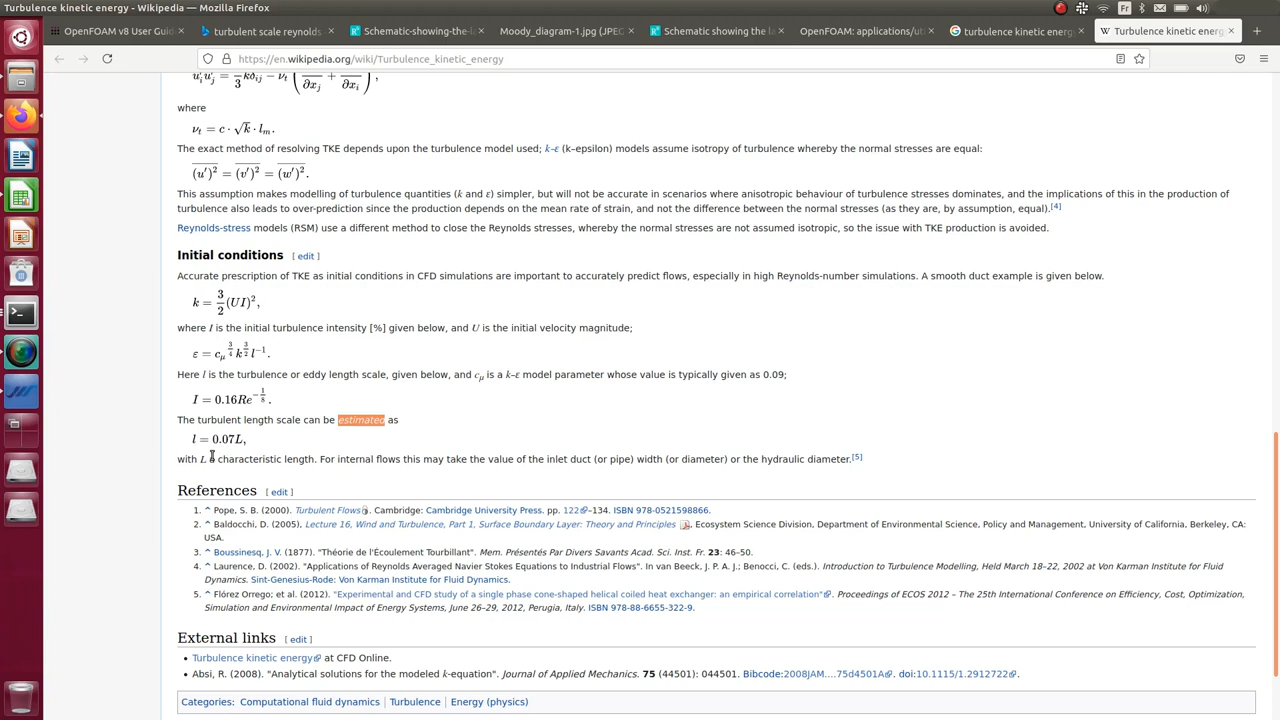 Turbulence kinetic energy - Wikipedia — Mozilla Firefox
Fr
OpenFOAM v8 User Guid
turbulent scale reynolds
Schematic-showing-the-la
Moody_diagram-1.jpg (JPEG
Schematic showing the la
OpenFOAM: applications/ut
turbulence kinetic energy
Turbulence kinetic energ
https://en.wikipedia.org/wiki/Turbulence_kinetic_energy
where
νt = c · √k · lm.
The exact method of resolving TKE depends upon the turbulence model used; k–ε (k–epsilon) models assume isotropy of turbulence whereby the normal stresses are equal:
(u′)² = (v′)² = (w′)².
This assumption makes modelling of turbulence quantities (k and ε) simpler, but will not be accurate in scenarios where anisotropic behaviour of turbulence stresses dominates, and the implications of this in the production of
turbulence also leads to over-prediction since the production depends on the mean rate of strain, and not the difference between the normal stresses (as they are, by assumption, equal).[4]
Reynolds-stress models (RSM) use a different method to close the Reynolds stresses, whereby the normal stresses are not assumed isotropic, so the issue with TKE production is avoided.
Initial conditions [ edit ]
Accurate prescription of TKE as initial conditions in CFD simulations are important to accurately predict flows, especially in high Reynolds-number simulations. A smooth duct example is given below.
k = 3/2 (UI)²,
where I is the initial turbulence intensity [%] given below, and U is the initial velocity magnitude;
ε = cμ^(3/4) k^(3/2) l⁻¹.
Here l is the turbulence or eddy length scale, given below, and cμ is a k–ε model parameter whose value is typically given as 0.09;
I = 0.16Re^(−1/8).
The turbulent length scale can be estimated as
l = 0.07L,
with L a characteristic length. For internal flows this may take the value of the inlet duct (or pipe) width (or diameter) or the hydraulic diameter.[5]
References [ edit ]
1. ^ Pope, S. B. (2000). Turbulent Flows. Cambridge: Cambridge University Press. pp. 122–134. ISBN 978-0521598866.
2. ^ Baldocchi, D. (2005), Lecture 16, Wind and Turbulence, Part 1, Surface Boundary Layer: Theory and Principles , Ecosystem Science Division, Department of Environmental Science, Policy and Management, University of California, Berkeley, CA:
USA.
3. ^ Boussinesq, J. V. (1877). "Théorie de l'Écoulement Tourbillant". Mem. Présentés Par Divers Savants Acad. Sci. Inst. Fr. 23: 46–50.
4. ^ Laurence, D. (2002). "Applications of Reynolds Averaged Navier Stokes Equations to Industrial Flows". In van Beeck, J. P. A. J.; Benocci, C. (eds.). Introduction to Turbulence Modelling, Held March 18–22, 2002 at Von Karman Institute for Fluid
Dynamics. Sint-Genesius-Rode: Von Karman Institute for Fluid Dynamics.
5. ^ Flórez Orrego; et al. (2012). "Experimental and CFD study of a single phase cone-shaped helical coiled heat exchanger: an empirical correlation". Proceedings of ECOS 2012 – The 25th International Conference on Efficiency, Cost, Optimization,
Simulation and Environmental Impact of Energy Systems, June 26–29, 2012, Perugia, Italy. ISBN 978-88-6655-322-9.
External links [ edit ]
• Turbulence kinetic energy at CFD Online.
• Absi, R. (2008). "Analytical solutions for the modeled k-equation". Journal of Applied Mechanics. 75 (44501): 044501. Bibcode:2008JAM....75d4501A. doi:10.1115/1.2912722.
Categories: Computational fluid dynamics | Turbulence | Energy (physics)